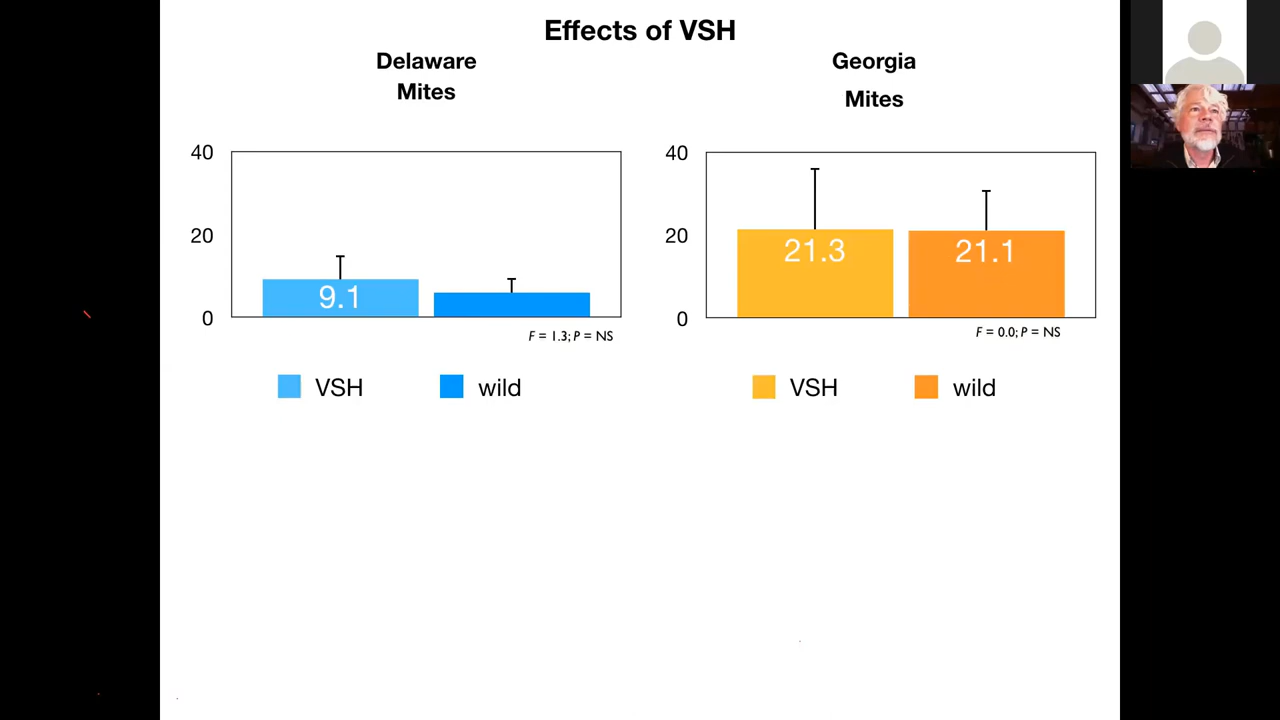 Effects of VSH
Delaware
Mites
40
20
0
9.1
F = 1.3; P = NS
VSH
wild
Georgia
Mites
40
20
0
21.3
21.1
F = 0.0; P = NS
VSH
wild